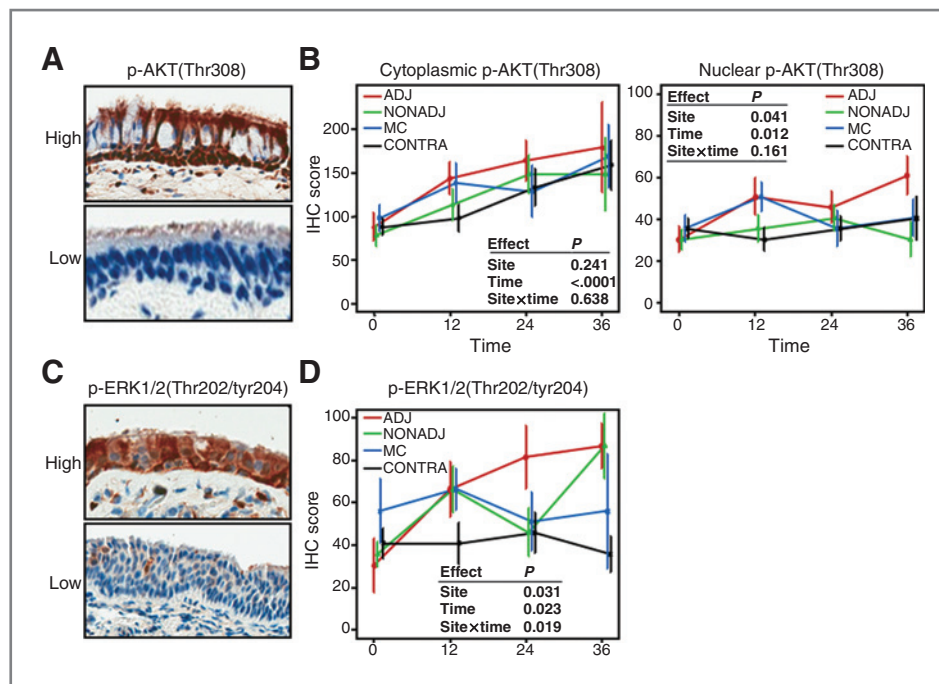 A
p-AKT(Thr308)
High
Low
B
Cytoplasmic p-AKT(Thr308)
IHC score
200
150
100
50
0
ADJ
NONADJ
MC
CONTRA
Effect P
Site 0.241
Time <.0001
Site×time 0.638
0 12 24 36
Nuclear p-AKT(Thr308)
100
80
60
40
20
0
Effect P
Site 0.041
Time 0.012
Site×time 0.161
ADJ
NONADJ
MC
CONTRA
0 12 24 36
Time
C
p-ERK1/2(Thr202/tyr204)
High
Low
D
p-ERK1/2(Thr202/tyr204)
IHC score
100
80
60
40
20
0
ADJ
NONADJ
MC
CONTRA
Effect P
Site 0.031
Time 0.023
Site×time 0.019
0 12 24 36
Time